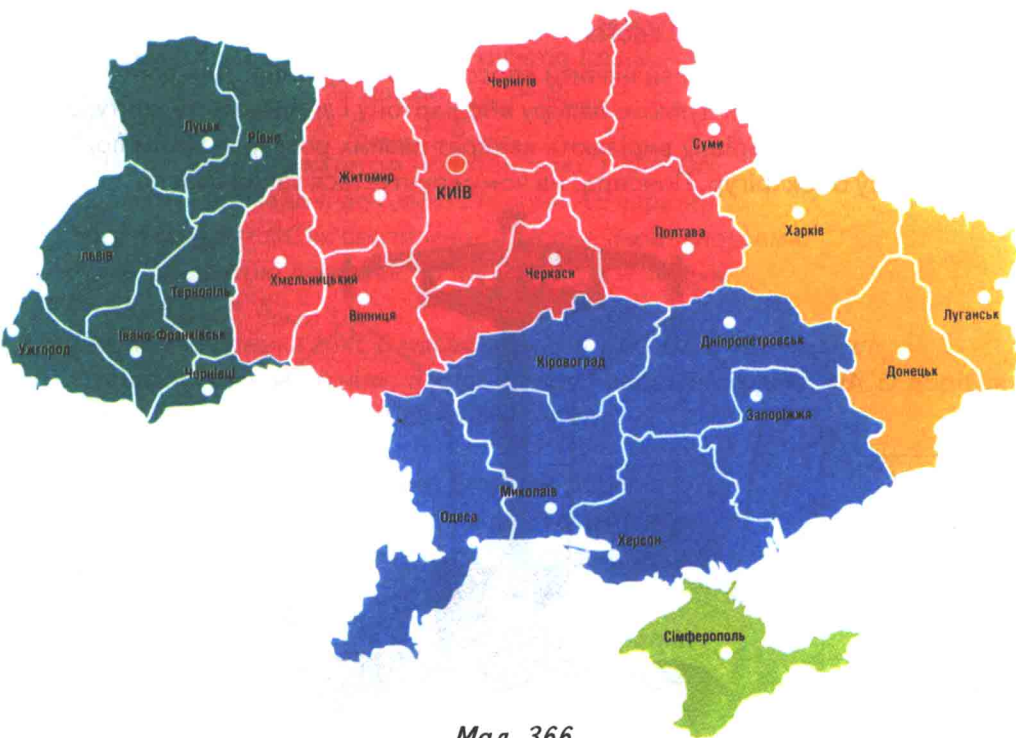 Чернігів
Луцьк
Рівне
Суми
Житомир
КИЇВ
Полтава
Харків
Львів
Тернопіль
Хмельницький
Черкаси
Вінниця
Луганськ
Ужгород
Івано-Франківськ
Кіровоград
Дніпропетровськ
Донецьк
Чернівці
Запоріжжя
Миколаїв
Одеса
Херсон
Сімферополь
Мал. 366